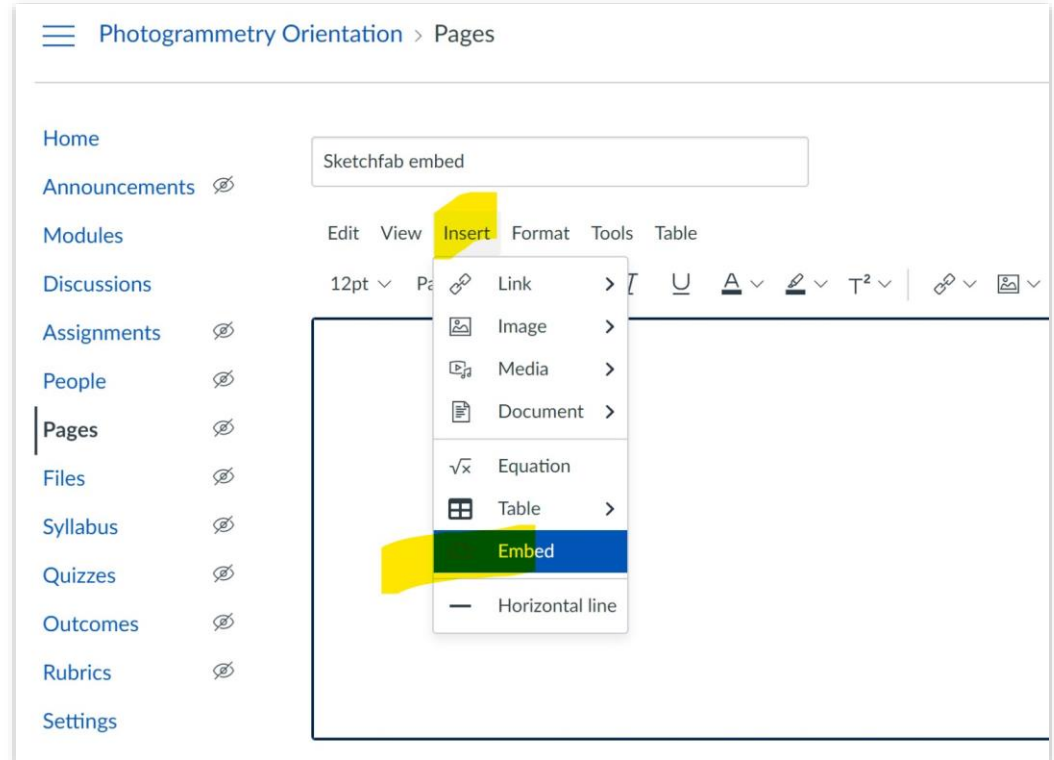 Photogrammetry Orientation > Pages
Home
Announcements
Modules
Discussions
Assignments
People
Pages
Files
Syllabus
Quizzes
Outcomes
Rubrics
Settings
Sketchfab embed
Edit View Insert Format Tools Table
12pt
Link
Image
Media
Document
Equation
Table
Embed
Horizontal line